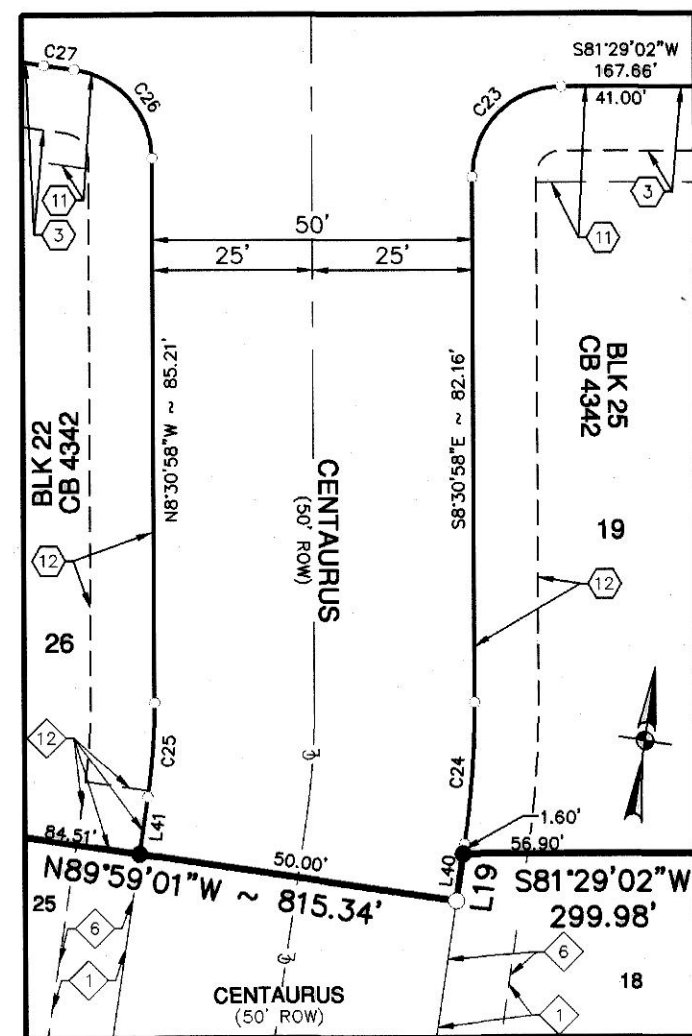 C27
C26
C23
S81°29'02"W
167.66'
41.00'
11
3
3
11
50'
25'
25'
N8°30'58"W ~ 85.21'
S8°30'58"E ~ 82.16'
BLK 22
CB 4342
BLK 25
CB 4342
CENTAURUS
(50' ROW)
19
12
12
26
12
C25
C24
L41
1.60'
84.51'
50.00'
L40
56.90'
N89°59'01"W ~ 815.34'
L19
S81°29'02"W
299.98'
25
6
6
1
CENTAURUS
(50' ROW)
18
1